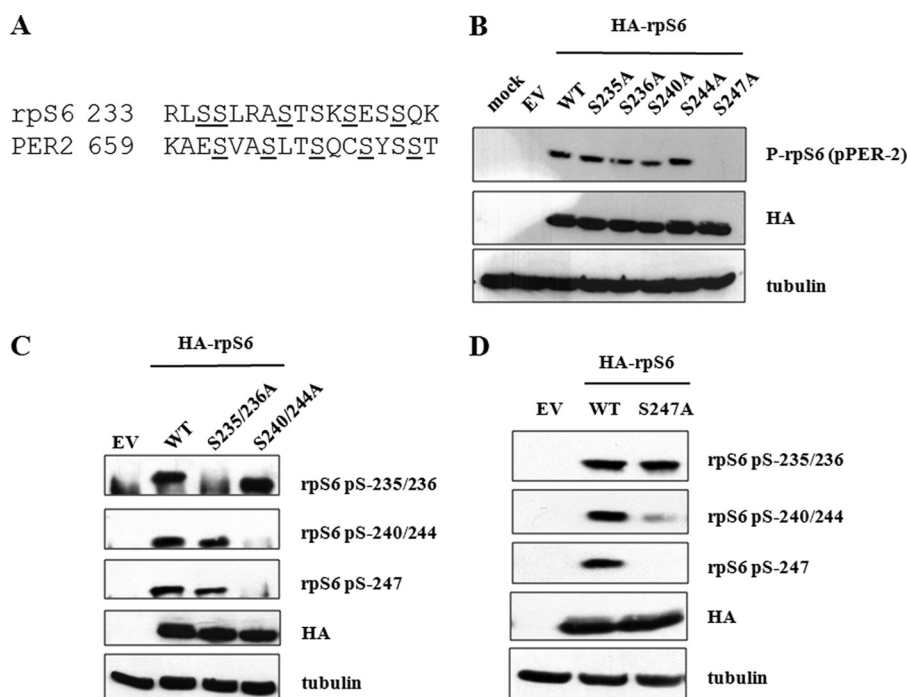 A
rpS6 233 RLSSLRASTSKSESSQK
PER2 659 KAESVASLTSQCSYSST
B
HA-rpS6
mock EV WT S235A S236A S240A S244A S247A
P-rpS6 (pPER-2)
HA
tubulin
C
HA-rpS6
EV WT S235/236A S240/244A
rpS6 pS-235/236
rpS6 pS-240/244
rpS6 pS-247
HA
tubulin
D
HA-rpS6
EV WT S247A
rpS6 pS-235/236
rpS6 pS-240/244
rpS6 pS-247
HA
tubulin